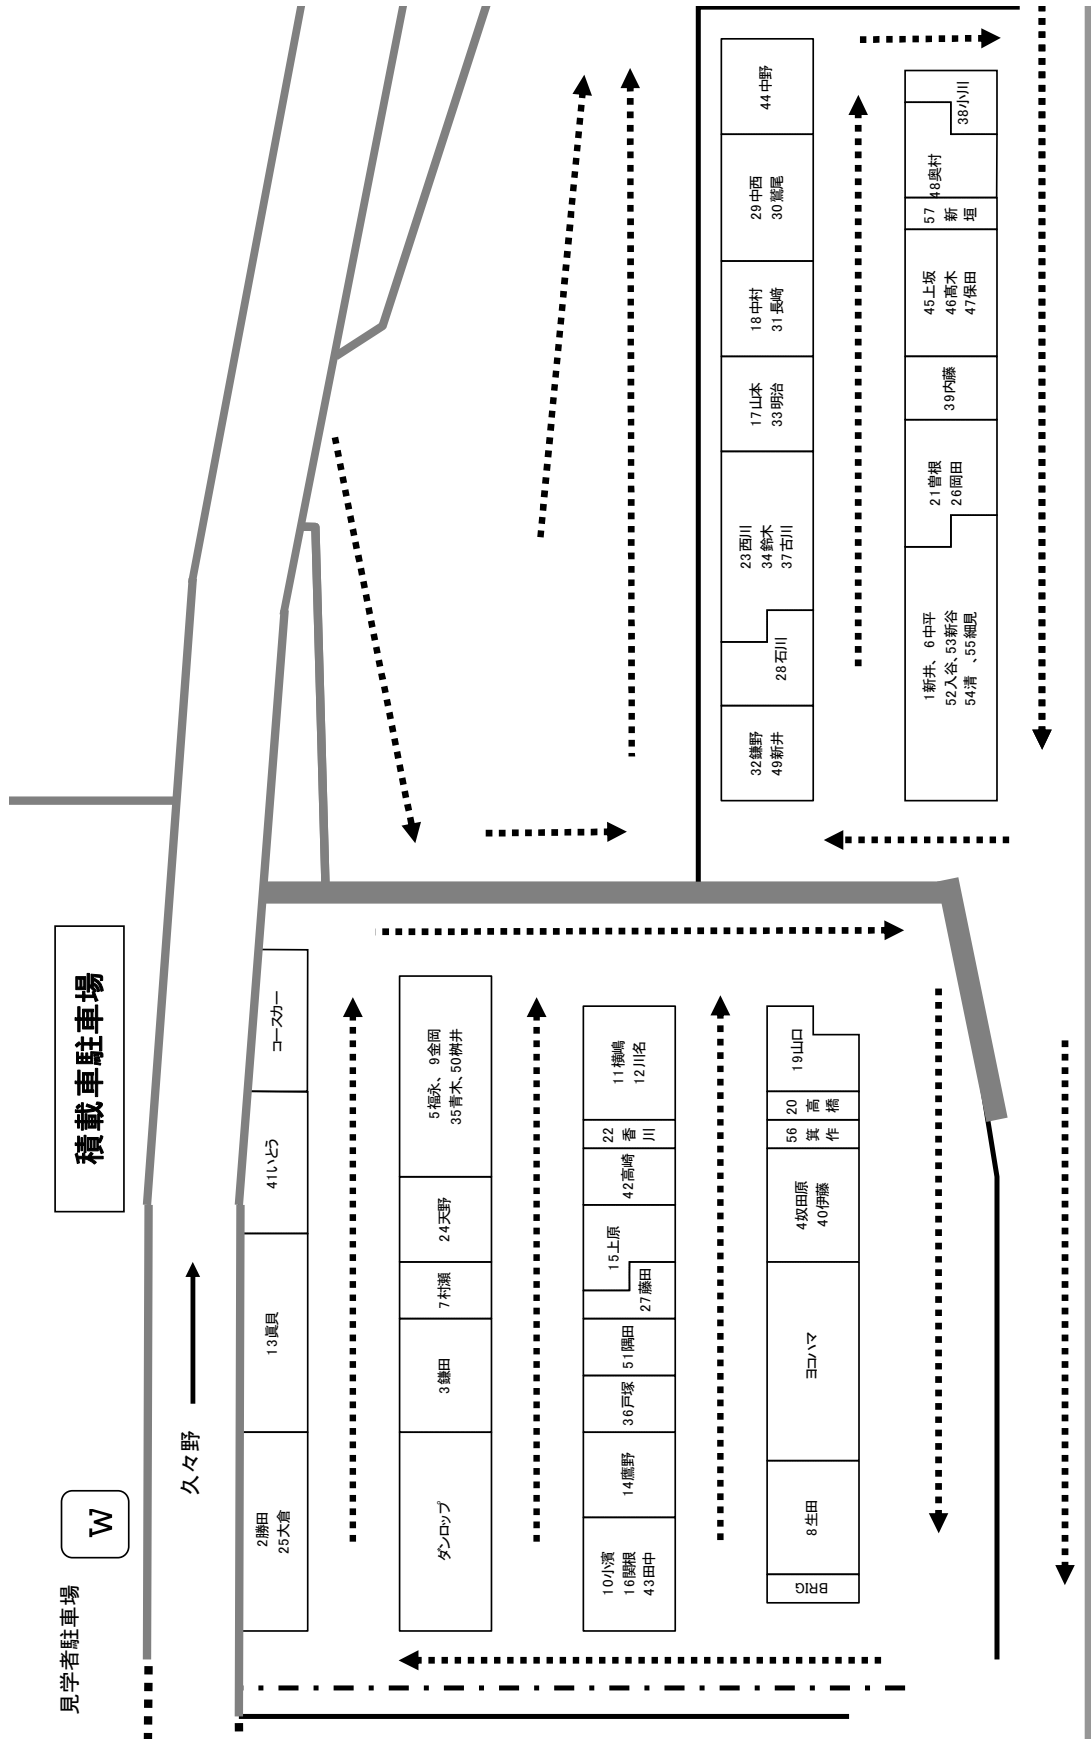 積載車駐車場
見学者駐車場
W
久々野
2勝田
25大倉
13眞貝
41いとう
コースカー
ダンロップ
3鎌田
7村瀬
24天野
5福永、 9金岡
35青木、50桝井
10小濱
16関根
43田中
14鷹野
36戸塚
51隅田
27藤田
15上原
42高崎
22 香川
11横嶋
12川名
BRIG
8生田
ヨコハマ
4奴田原
40伊藤
56 箕作
20 高橋
19山口
32鎌野
49新井
28石川
23西川
34鈴木
37古川
17山本
33明治
18中村
31長﨑
29中西
30鷲尾
44中野
1新井、 6中平
52入谷、53新谷
54清 、55細見
21曽根
26岡田
39内藤
45上坂
46髙木
47保田
57 新垣
48奥村
38小川